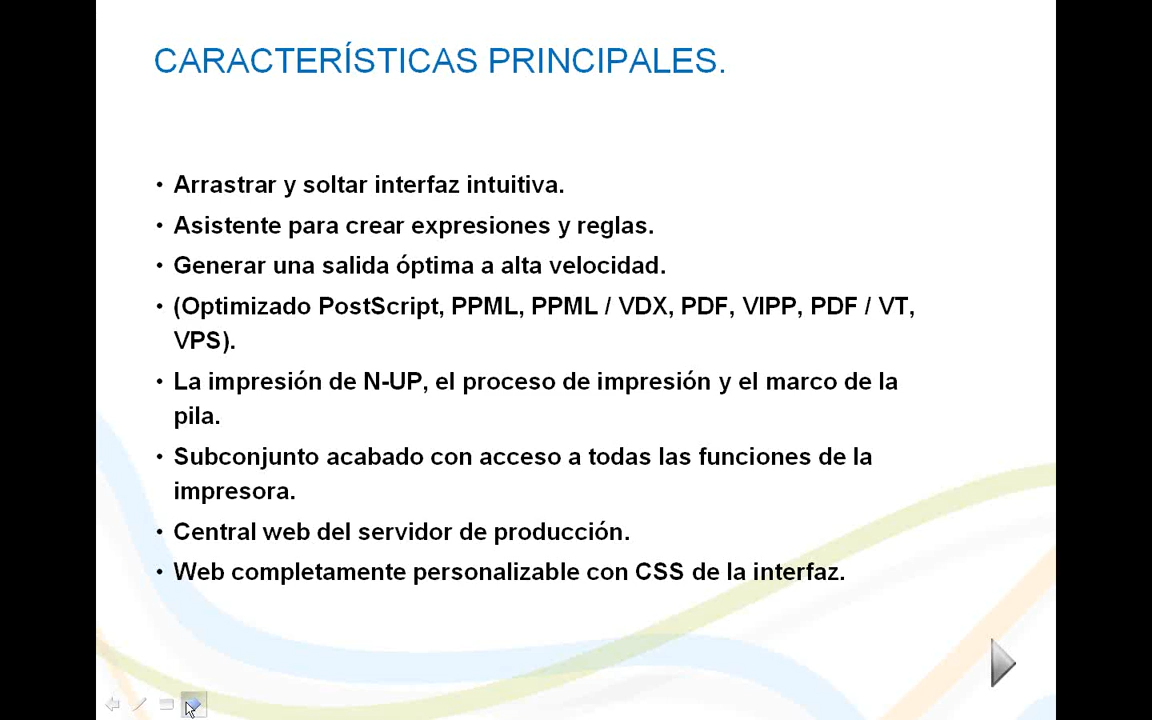 CARACTERÍSTICAS PRINCIPALES.
• Arrastrar y soltar interfaz intuitiva.
• Asistente para crear expresiones y reglas.
• Generar una salida óptima a alta velocidad.
• (Optimizado PostScript, PPML, PPML / VDX, PDF, VIPP, PDF / VT,
VPS).
• La impresión de N-UP, el proceso de impresión y el marco de la
pila.
• Subconjunto acabado con acceso a todas las funciones de la
impresora.
• Central web del servidor de producción.
• Web completamente personalizable con CSS de la interfaz.